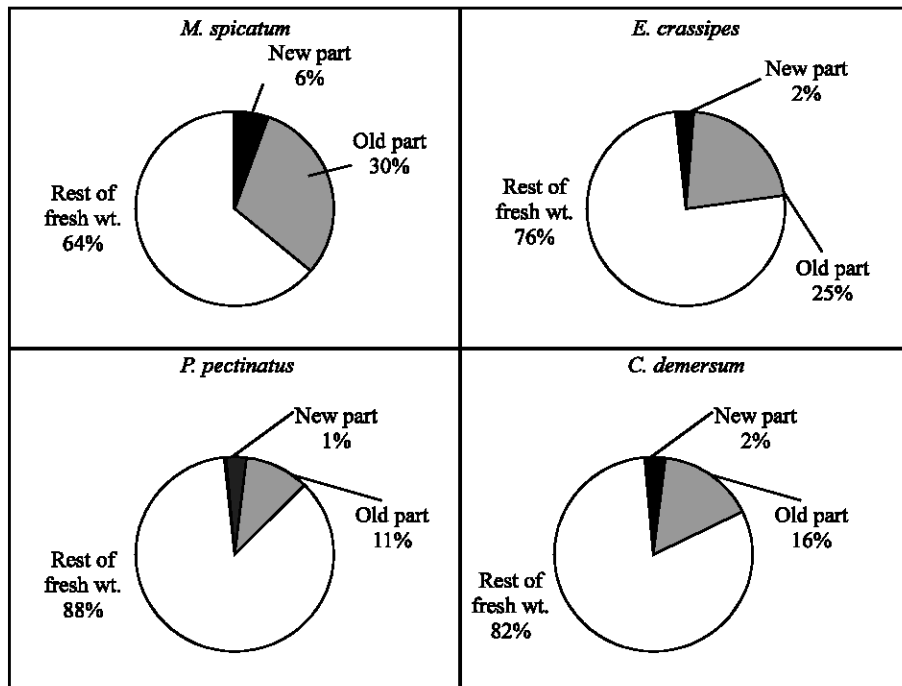 M. spicatum
New part
6%
Old part
30%
Rest of
fresh wt.
64%
E. crassipes
New part
2%
Rest of
fresh wt.
76%
Old part
25%
P. pectinatus
New part
1%
Old part
11%
Rest of
fresh wt.
88%
C. demersum
New part
2%
Old part
16%
Rest of
fresh wt.
82%